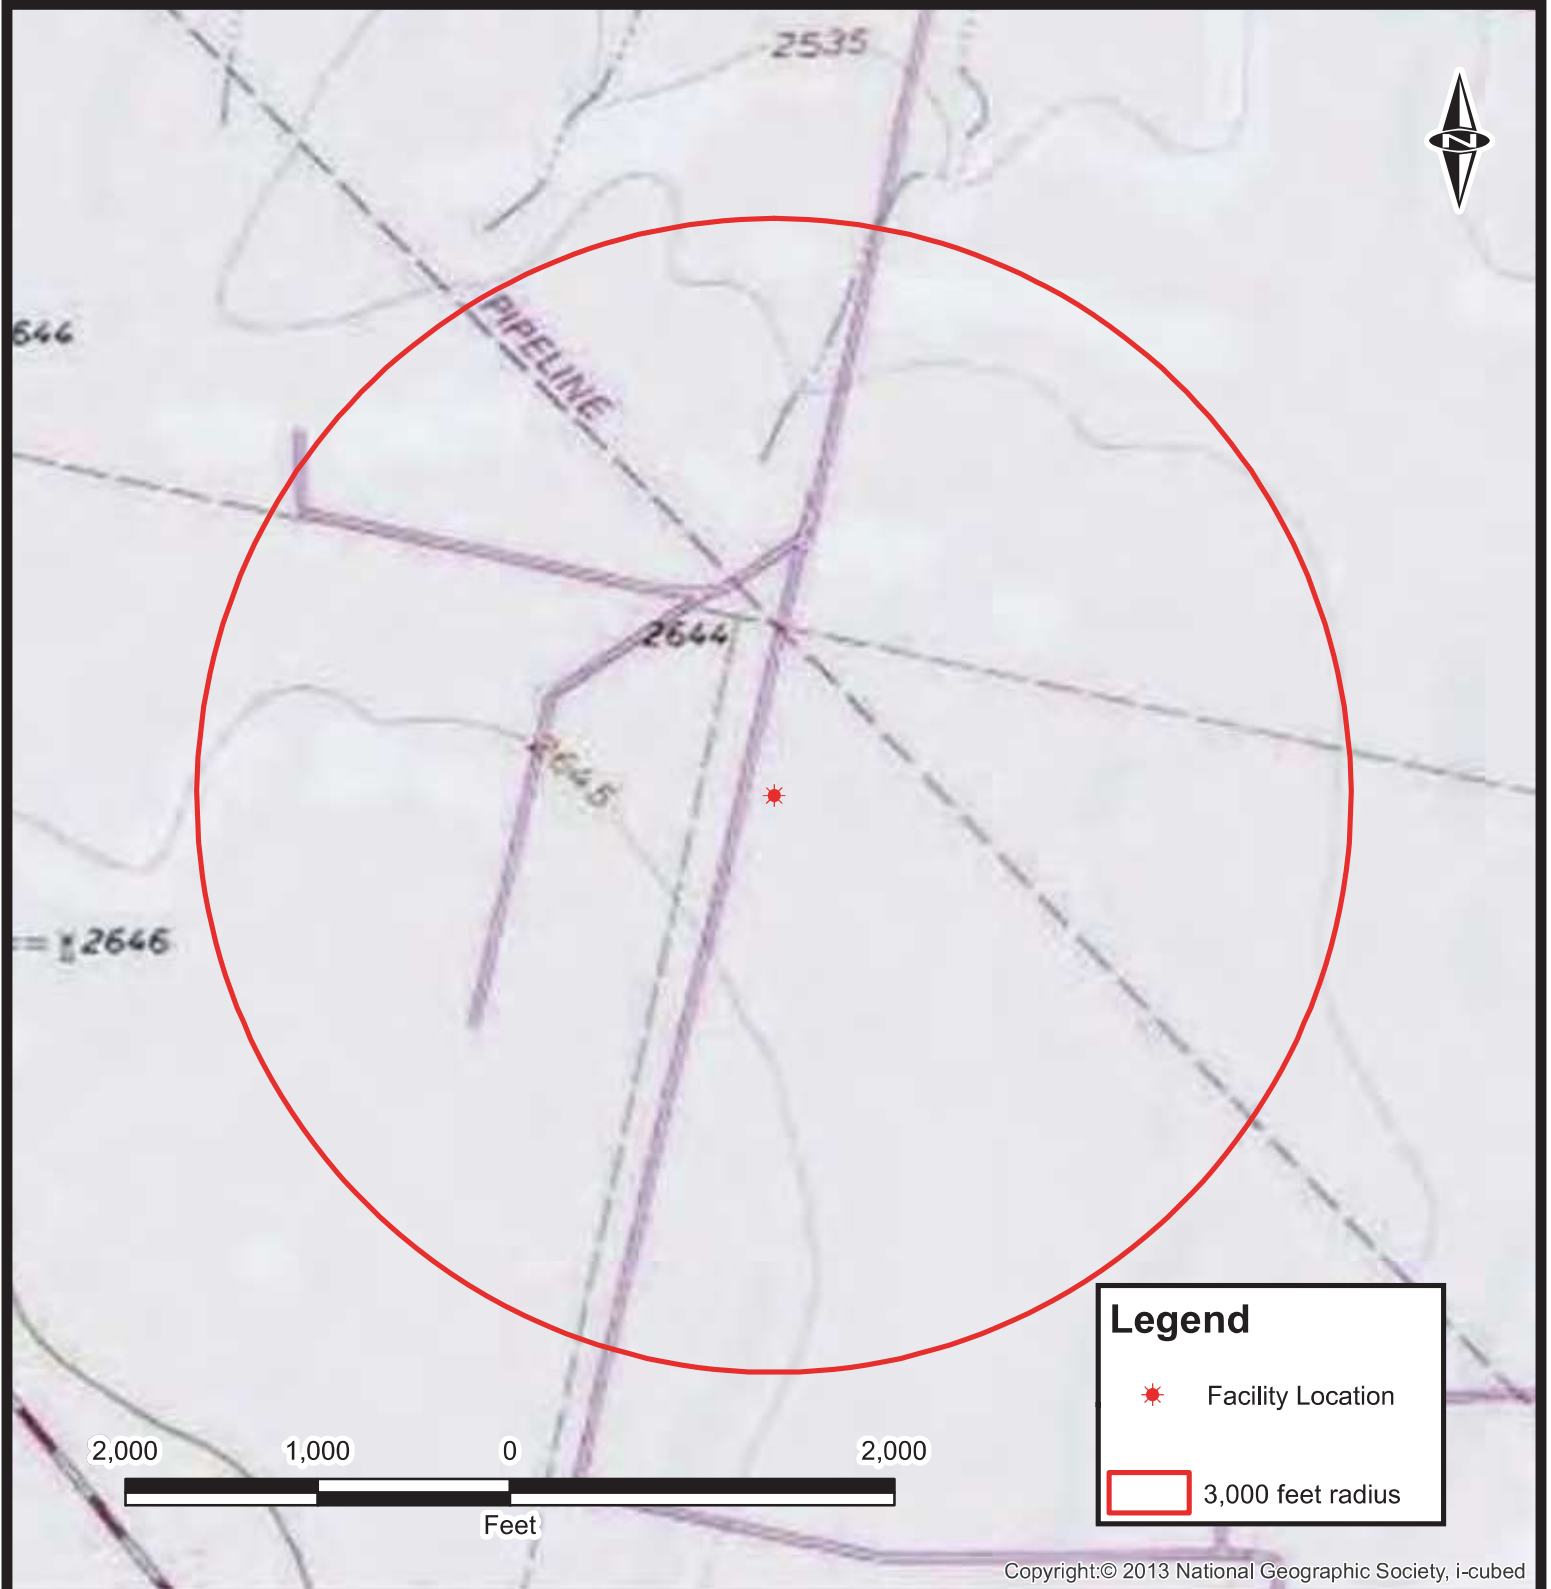 2535
N
PIPELINE
644
2644
2645
== 2646
Legend
Facility Location
3,000 feet radius
2,000 1,000 0 2,000
Feet
Copyright:© 2013 National Geographic Society, i-cubed